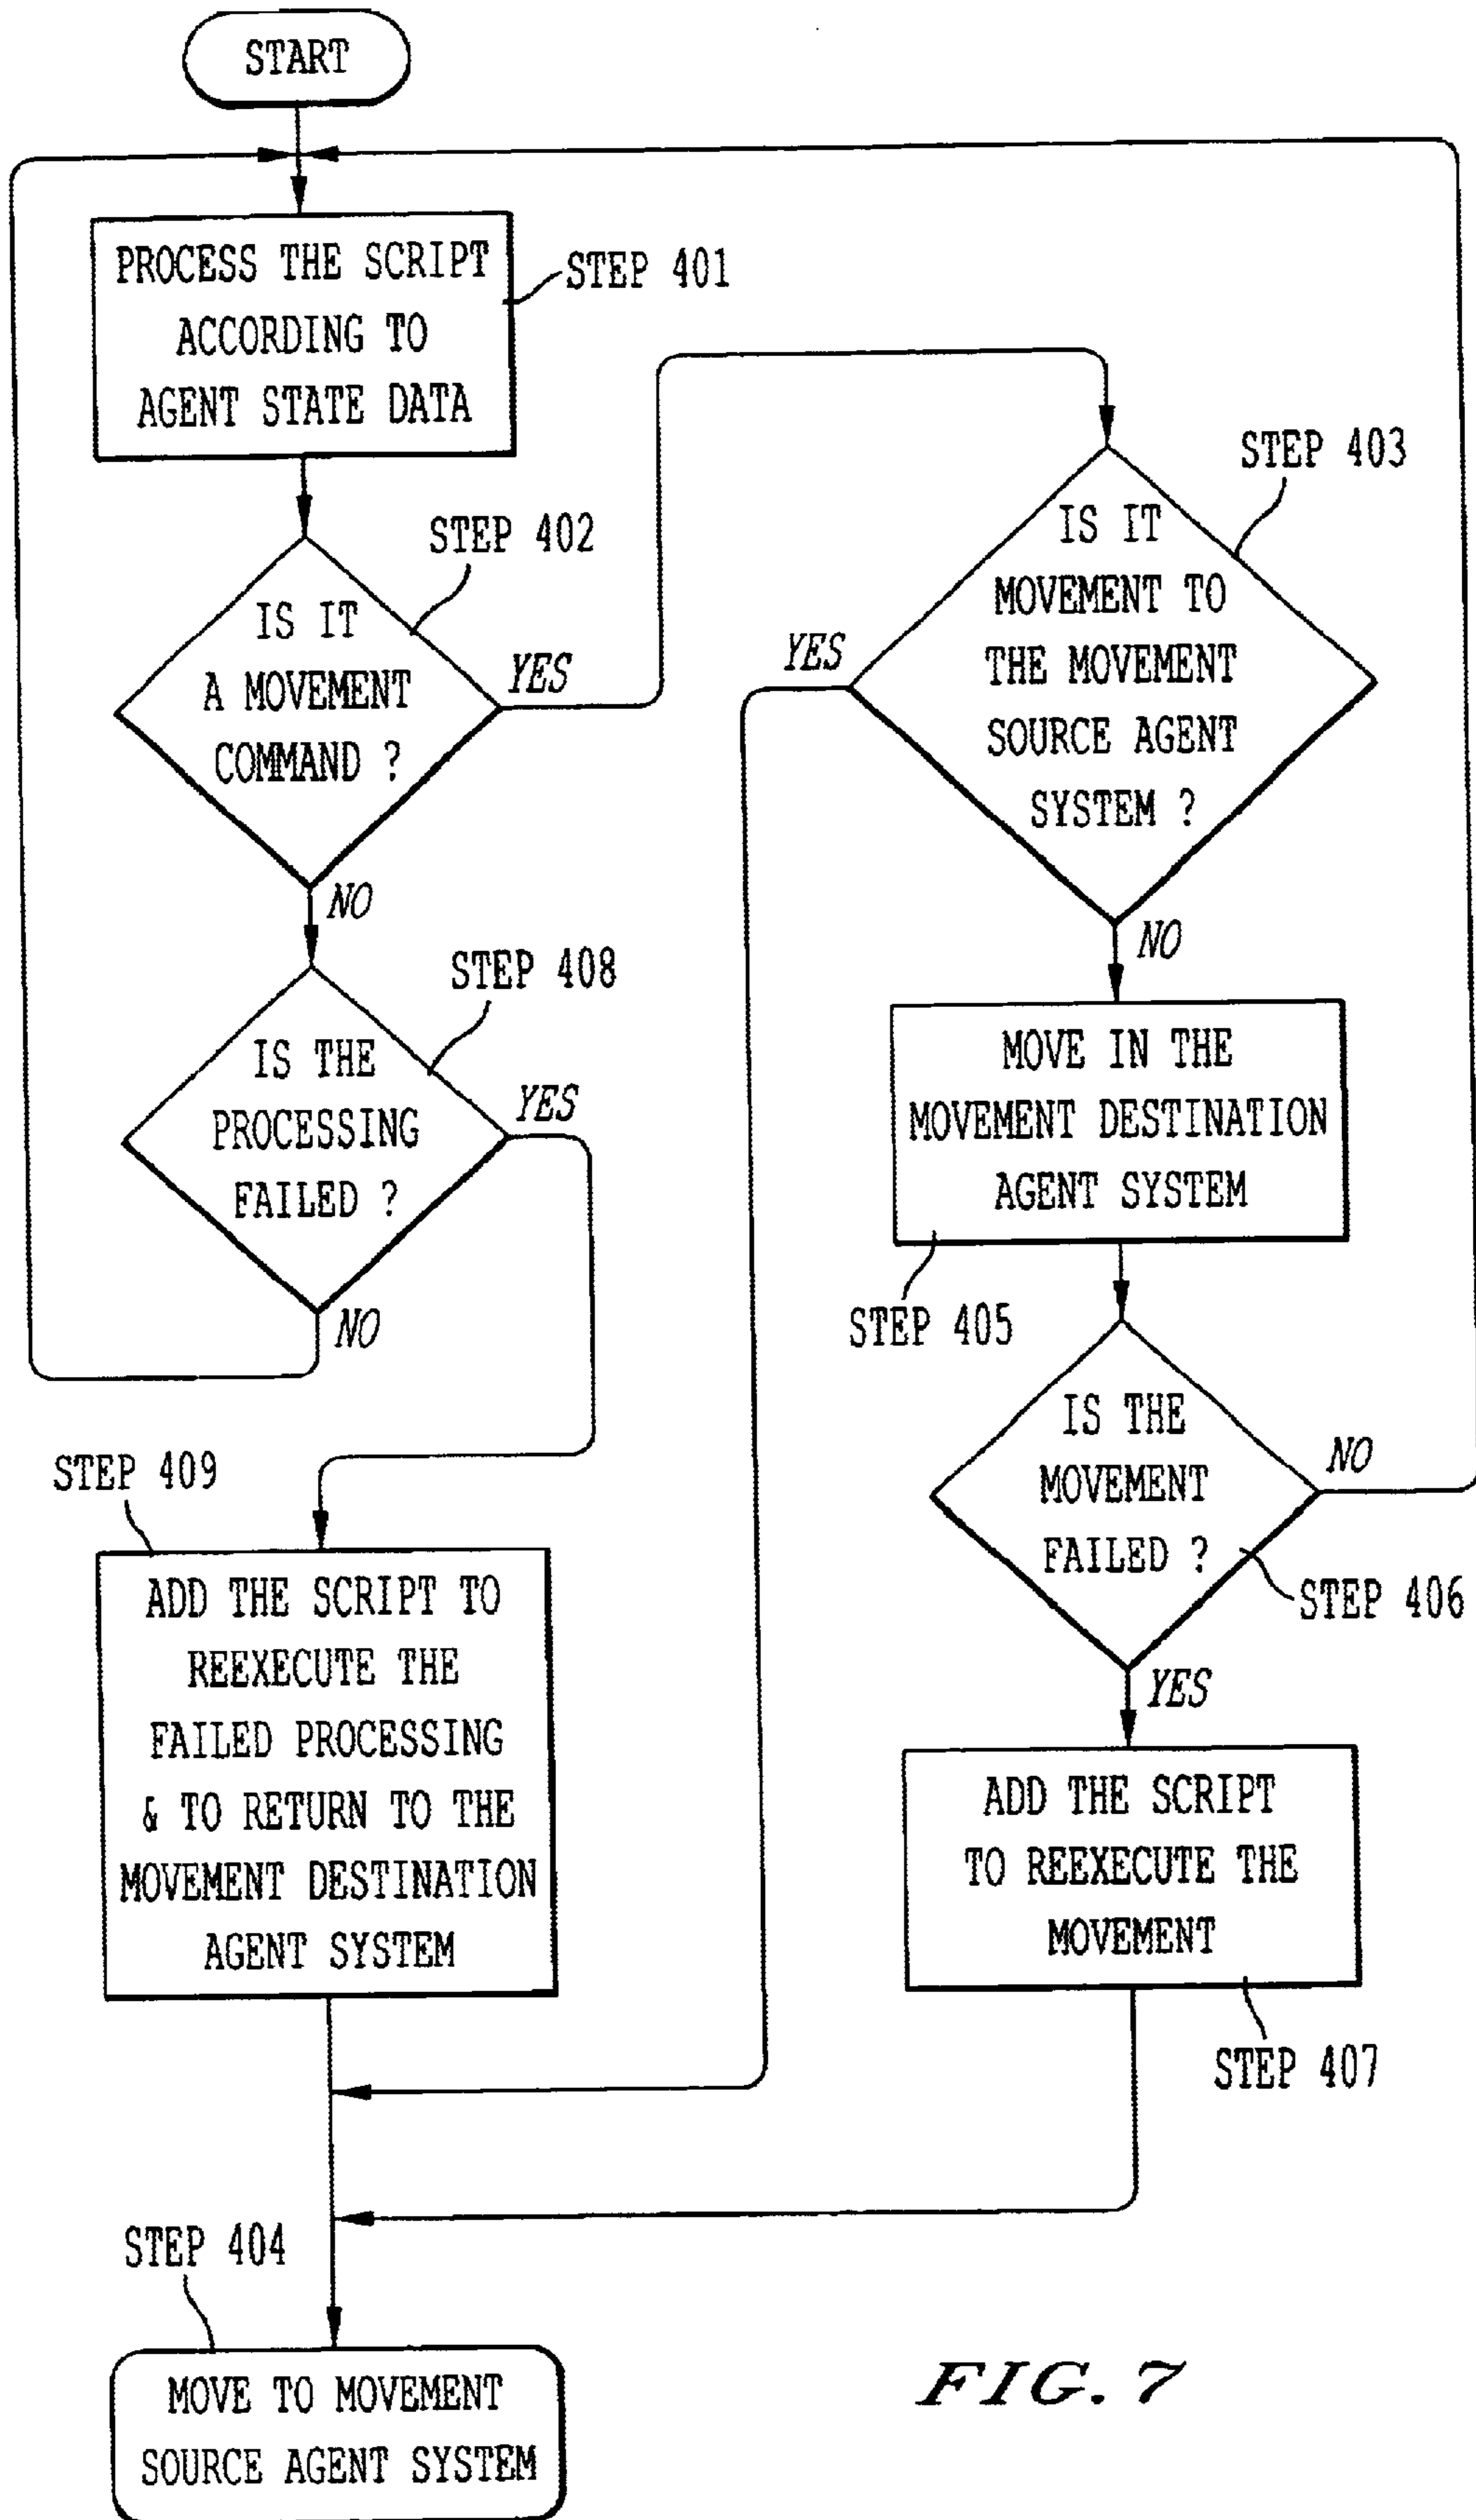 START
PROCESS THE SCRIPT
ACCORDING TO
AGENT STATE DATA
STEP 401
IS IT
A MOVEMENT
COMMAND ?
STEP 402
YES
NO
IS IT
MOVEMENT TO
THE MOVEMENT
SOURCE AGENT
SYSTEM ?
STEP 403
YES
NO
IS THE
PROCESSING
FAILED ?
STEP 408
YES
NO
MOVE IN THE
MOVEMENT DESTINATION
AGENT SYSTEM
STEP 405
IS THE
MOVEMENT
FAILED ?
NO
STEP 406
YES
STEP 409
ADD THE SCRIPT TO
REEXECUTE THE
FAILED PROCESSING
& TO RETURN TO THE
MOVEMENT DESTINATION
AGENT SYSTEM
ADD THE SCRIPT
TO REEXECUTE THE
MOVEMENT
STEP 407
STEP 404
MOVE TO MOVEMENT
SOURCE AGENT SYSTEM
FIG. 7